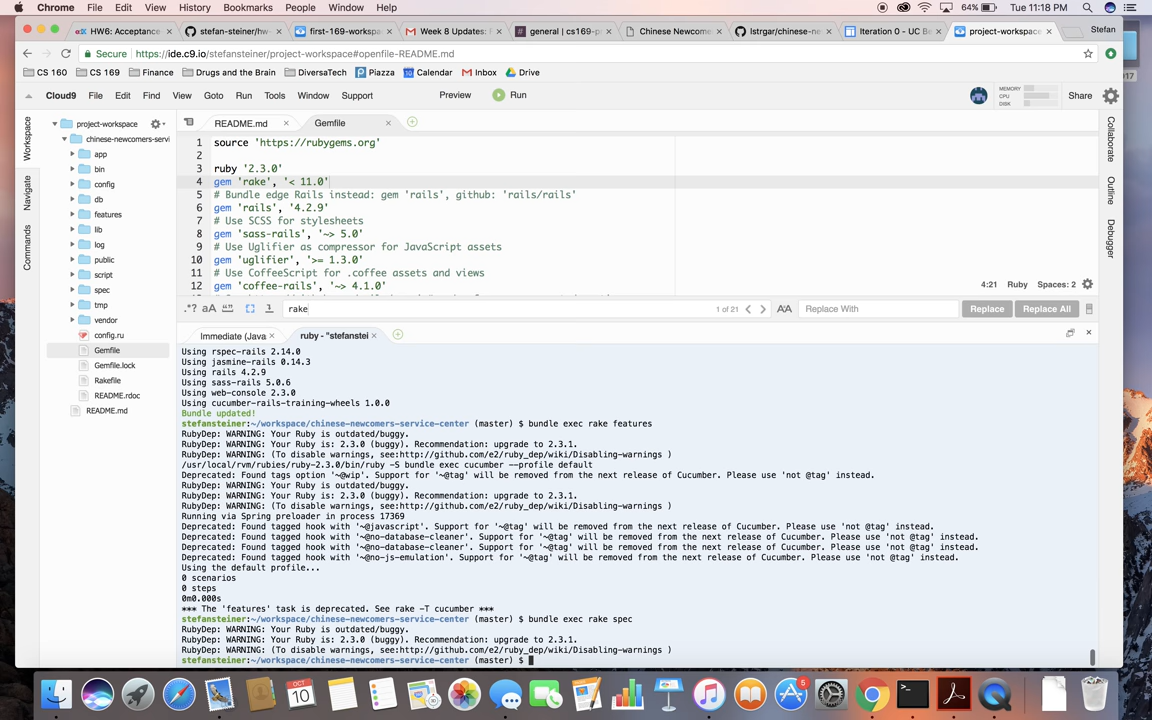 Chrome File Edit View History Bookmarks People Window Help 64% Tue 11:18 PM
HW6: Acceptance stefan-steiner/hw- first-169-workspa Week 8 Updates: general | cs169-p Chinese Newcome lstrgar/chinese-ne Iteration 0 - UC Be project-workspace Stefan
Secure https://ide.c9.io/stefansteiner/project-workspace#openfile-README.md
CS 160 CS 169 Finance Drugs and the Brain DiversaTech Piazza Calendar Inbox Drive
Cloud9 File Edit Find View Goto Run Tools Window Support Preview Run MEMORY CPU DISK Share
17
Workspace
Navigate
Commands
project-workspace
chinese-newcomers-servi
app
bin
config
db
features
lib
log
public
script
spec
tmp
vendor
config.ru
Gemfile
Gemfile.lock
Rakefile
README.rdoc
README.md
README.md Gemfile
1 source 'https://rubygems.org'
2
3 ruby '2.3.0'
4 gem 'rake', '< 11.0'
5 # Bundle edge Rails instead: gem 'rails', github: 'rails/rails'
6 gem 'rails', '4.2.9'
7 # Use SCSS for stylesheets
8 gem 'sass-rails', '~> 5.0'
9 # Use Uglifier as compressor for JavaScript assets
10 gem 'uglifier', '>= 1.3.0'
11 # Use CoffeeScript for .coffee assets and views
12 gem 'coffee-rails', '~> 4.1.0'
4:21 Ruby Spaces: 2
.* ? aA rake 1 of 21 AA Replace With Replace Replace All
Immediate (Java ruby - "stefanstei
Using rspec-rails 2.14.0
Using jasmine-rails 0.14.3
Using rails 4.2.9
Using sass-rails 5.0.6
Using web-console 2.3.0
Using cucumber-rails-training-wheels 1.0.0
Bundle updated!
stefansteiner:~/workspace/chinese-newcomers-service-center (master) $ bundle exec rake features
RubyDep: WARNING: Your Ruby is outdated/buggy.
RubyDep: WARNING: Your Ruby is: 2.3.0 (buggy). Recommendation: upgrade to 2.3.1.
RubyDep: WARNING: (To disable warnings, see:http://github.com/e2/ruby_dep/wiki/Disabling-warnings )
/usr/local/rvm/rubies/ruby-2.3.0/bin/ruby -S bundle exec cucumber --profile default
Deprecated: Found tags option '~@wip'. Support for '~@tag' will be removed from the next release of Cucumber. Please use 'not @tag' instead.
RubyDep: WARNING: Your Ruby is outdated/buggy.
RubyDep: WARNING: Your Ruby is: 2.3.0 (buggy). Recommendation: upgrade to 2.3.1.
RubyDep: WARNING: (To disable warnings, see:http://github.com/e2/ruby_dep/wiki/Disabling-warnings )
Running via Spring preloader in process 17369
Deprecated: Found tagged hook with '~@javascript'. Support for '~@tag' will be removed from the next release of Cucumber. Please use 'not @tag' instead.
Deprecated: Found tagged hook with '~@no-database-cleaner'. Support for '~@tag' will be removed from the next release of Cucumber. Please use 'not @tag' instead.
Deprecated: Found tagged hook with '~@no-database-cleaner'. Support for '~@tag' will be removed from the next release of Cucumber. Please use 'not @tag' instead.
Deprecated: Found tagged hook with '~@no-js-emulation'. Support for '~@tag' will be removed from the next release of Cucumber. Please use 'not @tag' instead.
Using the default profile...
0 scenarios
0 steps
0m0.000s
*** The 'features' task is deprecated. See rake -T cucumber ***
stefansteiner:~/workspace/chinese-newcomers-service-center (master) $ bundle exec rake spec
RubyDep: WARNING: Your Ruby is outdated/buggy.
RubyDep: WARNING: Your Ruby is: 2.3.0 (buggy). Recommendation: upgrade to 2.3.1.
RubyDep: WARNING: (To disable warnings, see:http://github.com/e2/ruby_dep/wiki/Disabling-warnings )
stefansteiner:~/workspace/chinese-newcomers-service-center (master) $
Collaborate
Outline
Debugger
OCT
10
5